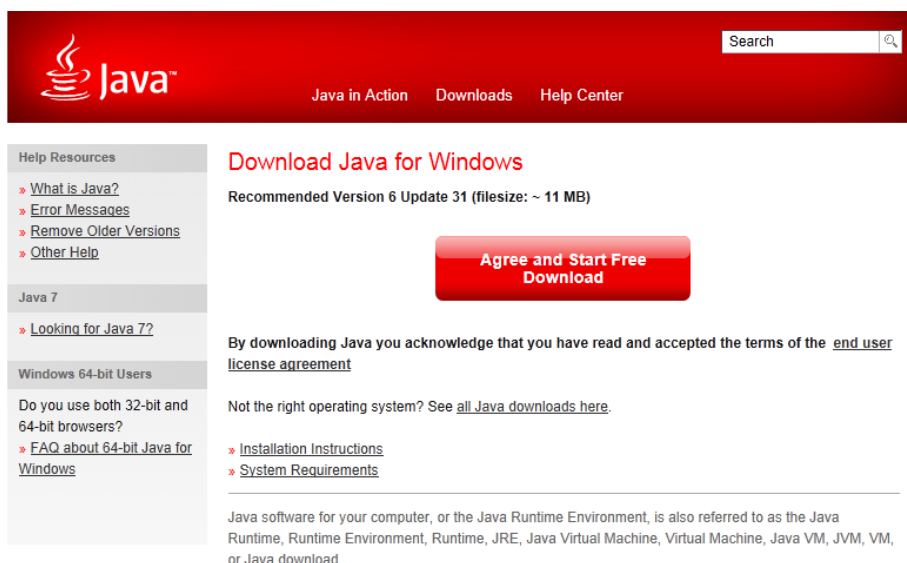 Search
Java™
Java in Action Downloads Help Center
Help Resources
» What is Java?
» Error Messages
» Remove Older Versions
» Other Help
Java 7
» Looking for Java 7?
Windows 64-bit Users
Do you use both 32-bit and
64-bit browsers?
» FAQ about 64-bit Java for
Windows
Download Java for Windows
Recommended Version 6 Update 31 (filesize: ~ 11 MB)
Agree and Start Free
Download
By downloading Java you acknowledge that you have read and accepted the terms of the end user
license agreement
Not the right operating system? See all Java downloads here.
» Installation Instructions
» System Requirements
Java software for your computer, or the Java Runtime Environment, is also referred to as the Java
Runtime, Runtime Environment, Runtime, JRE, Java Virtual Machine, Virtual Machine, Java VM, JVM, VM,
or Java download